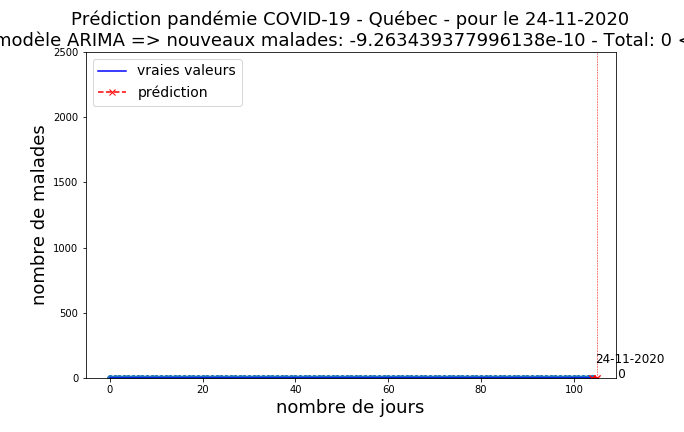 Prédiction pandémie COVID-19 - Québec - pour le 24-11-2020
modèle ARIMA => nouveaux malades: -9.263439377996138e-10 - Total: 0 <
2500
vraies valeurs
prédiction
2000
1500
1000
500
0
nombre de malades
24-11-2020
0
0 20 40 60 80 100
nombre de jours